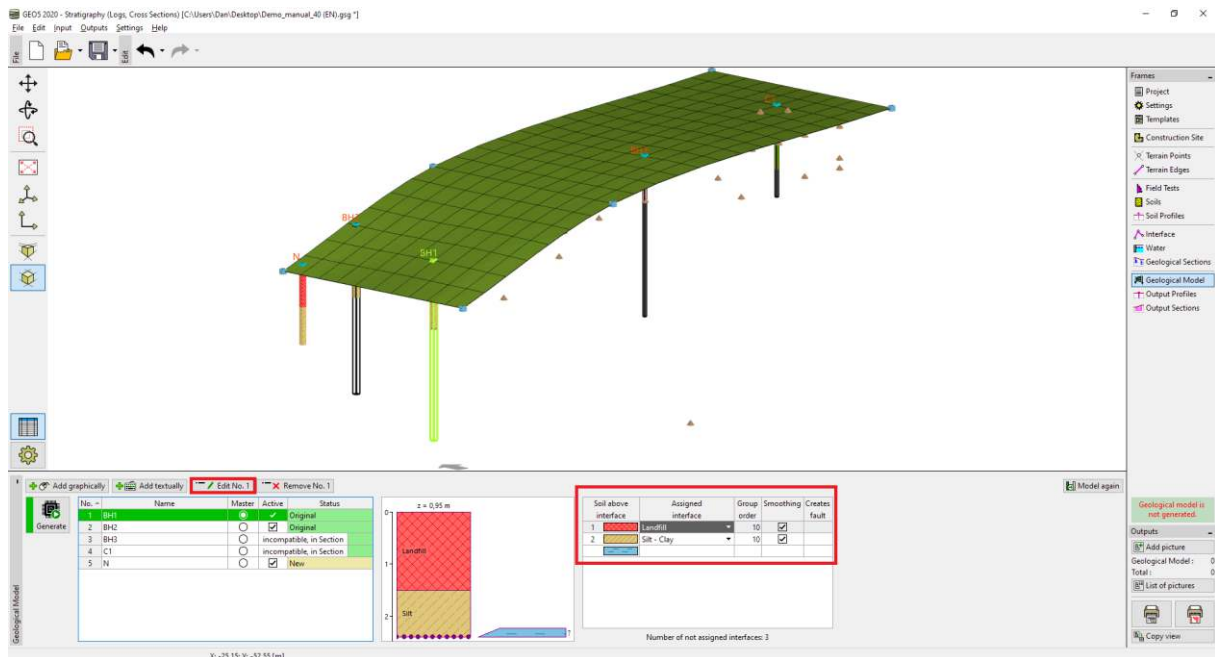 GEO5 2020 - Stratigraphy (Logs, Cross Sections) [C:\Users\Dan\Desktop\Demo_manual_40 (EN).gsg *]
File Edit Input Outputs Settings Help
File
Edit
N
BH2
SH1
C1
Frames
Project
Settings
Templates
Construction Site
Terrain Points
Terrain Edges
Field Tests
Soils
Soil Profiles
Interface
Water
Geological Sections
Geological Model
Output Profiles
Output Sections
Add graphically Add textually Edit No. 1 Remove No. 1
Model again
Generate
No. Name Master Active Status
1 BH1 Original
2 BH2 Original
3 BH3 incompatible, in Section
4 C1 incompatible, in Section
5 N New
z = 0,95 m
0
Landfill
1
Silt
2
Soil above interface Assigned interface Group order Smoothing Creates fault
1 Landfill 10
2 Silt - Clay 10
Number of not assigned interfaces: 3
Geological Model
Geological model is
not generated.
Outputs
Add picture
Geological Model : 0
Total : 0
List of pictures
Copy view
X: -25,15; Y: -52,55 [m]